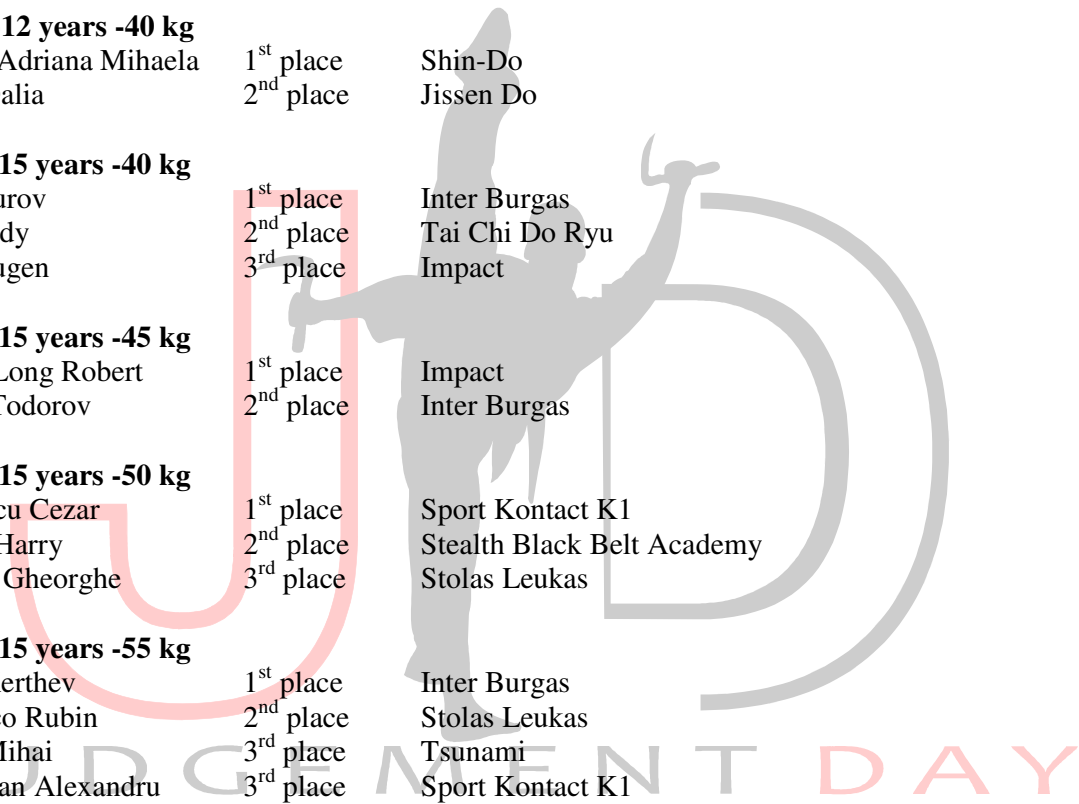 12 years -40 kg
Adriana Mihaela 1st place Shin-Do
alia 2nd place Jissen Do
15 years -40 kg
urov 1st place Inter Burgas
dy 2nd place Tai Chi Do Ryu
ugen 3rd place Impact
15 years -45 kg
Long Robert 1st place Impact
Todorov 2nd place Inter Burgas
15 years -50 kg
cu Cezar 1st place Sport Kontact K1
Harry 2nd place Stealth Black Belt Academy
Gheorghe 3rd place Stolas Leukas
15 years -55 kg
erthev 1st place Inter Burgas
o Rubin 2nd place Stolas Leukas
Mihai 3rd place Tsunami
an Alexandru 3rd place Sport Kontact K1
JD
UDGEMENT DAY